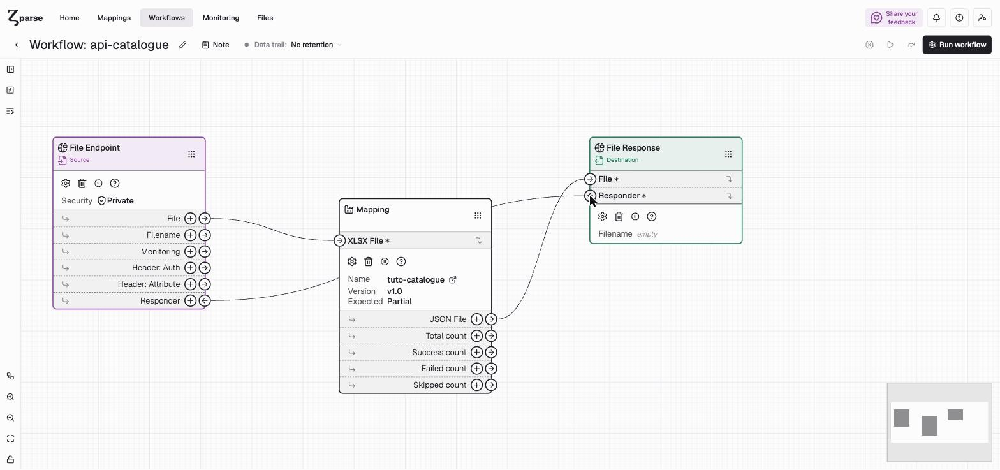 Zparse
Home
Mappings
Workflows
Monitoring
Files
Share your
feedback
Workflow: api-catalogue
Note
Data trail: No retention
Run workflow
File Endpoint
Source
Security Private
File
Filename
Monitoring
Header: Auth
Header: Attribute
Responder
Mapping
XLSX File *
Name tuto-catalogue
Version v1.0
Expected Partial
JSON File
Total count
Success count
Failed count
Skipped count
File Response
Destination
File *
Responder *
Filename empty